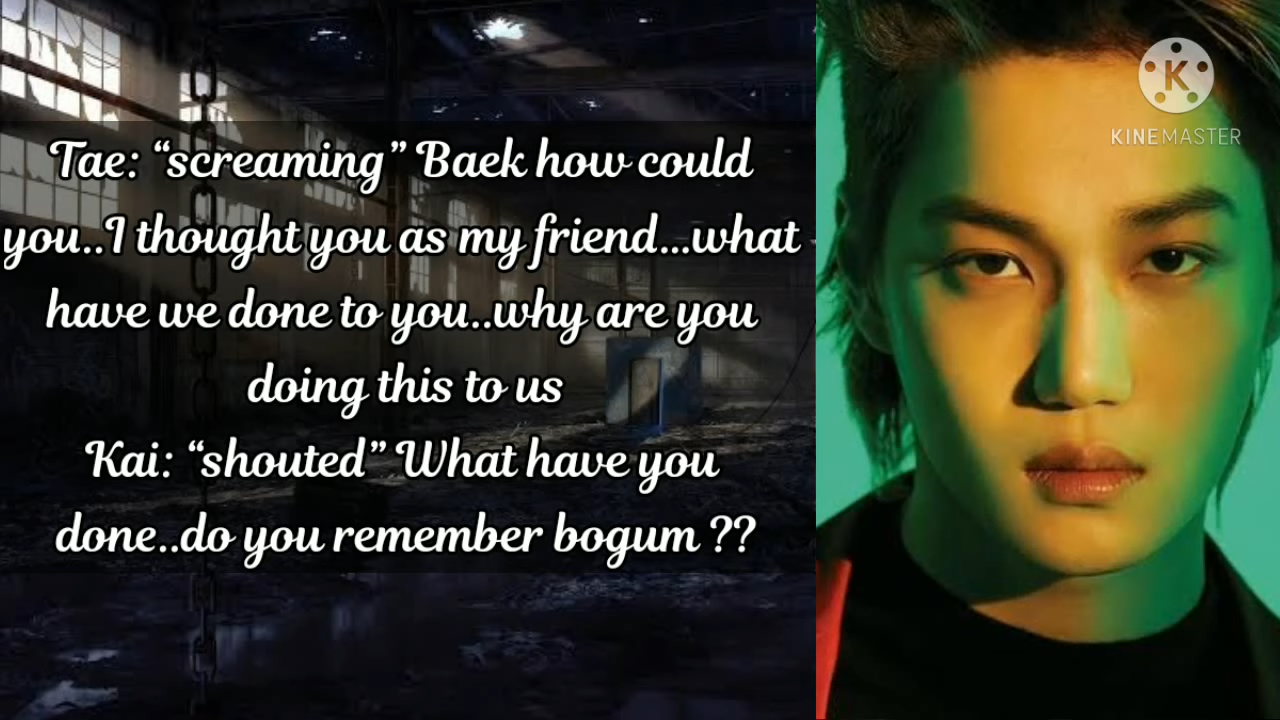 Tae: “screaming” Baek how could
you..I thought you as my friend...what
have we done to you..why are you
doing this to us
Kai: “shouted” What have you
done..do you remember bogum ??
K
KINEMASTER